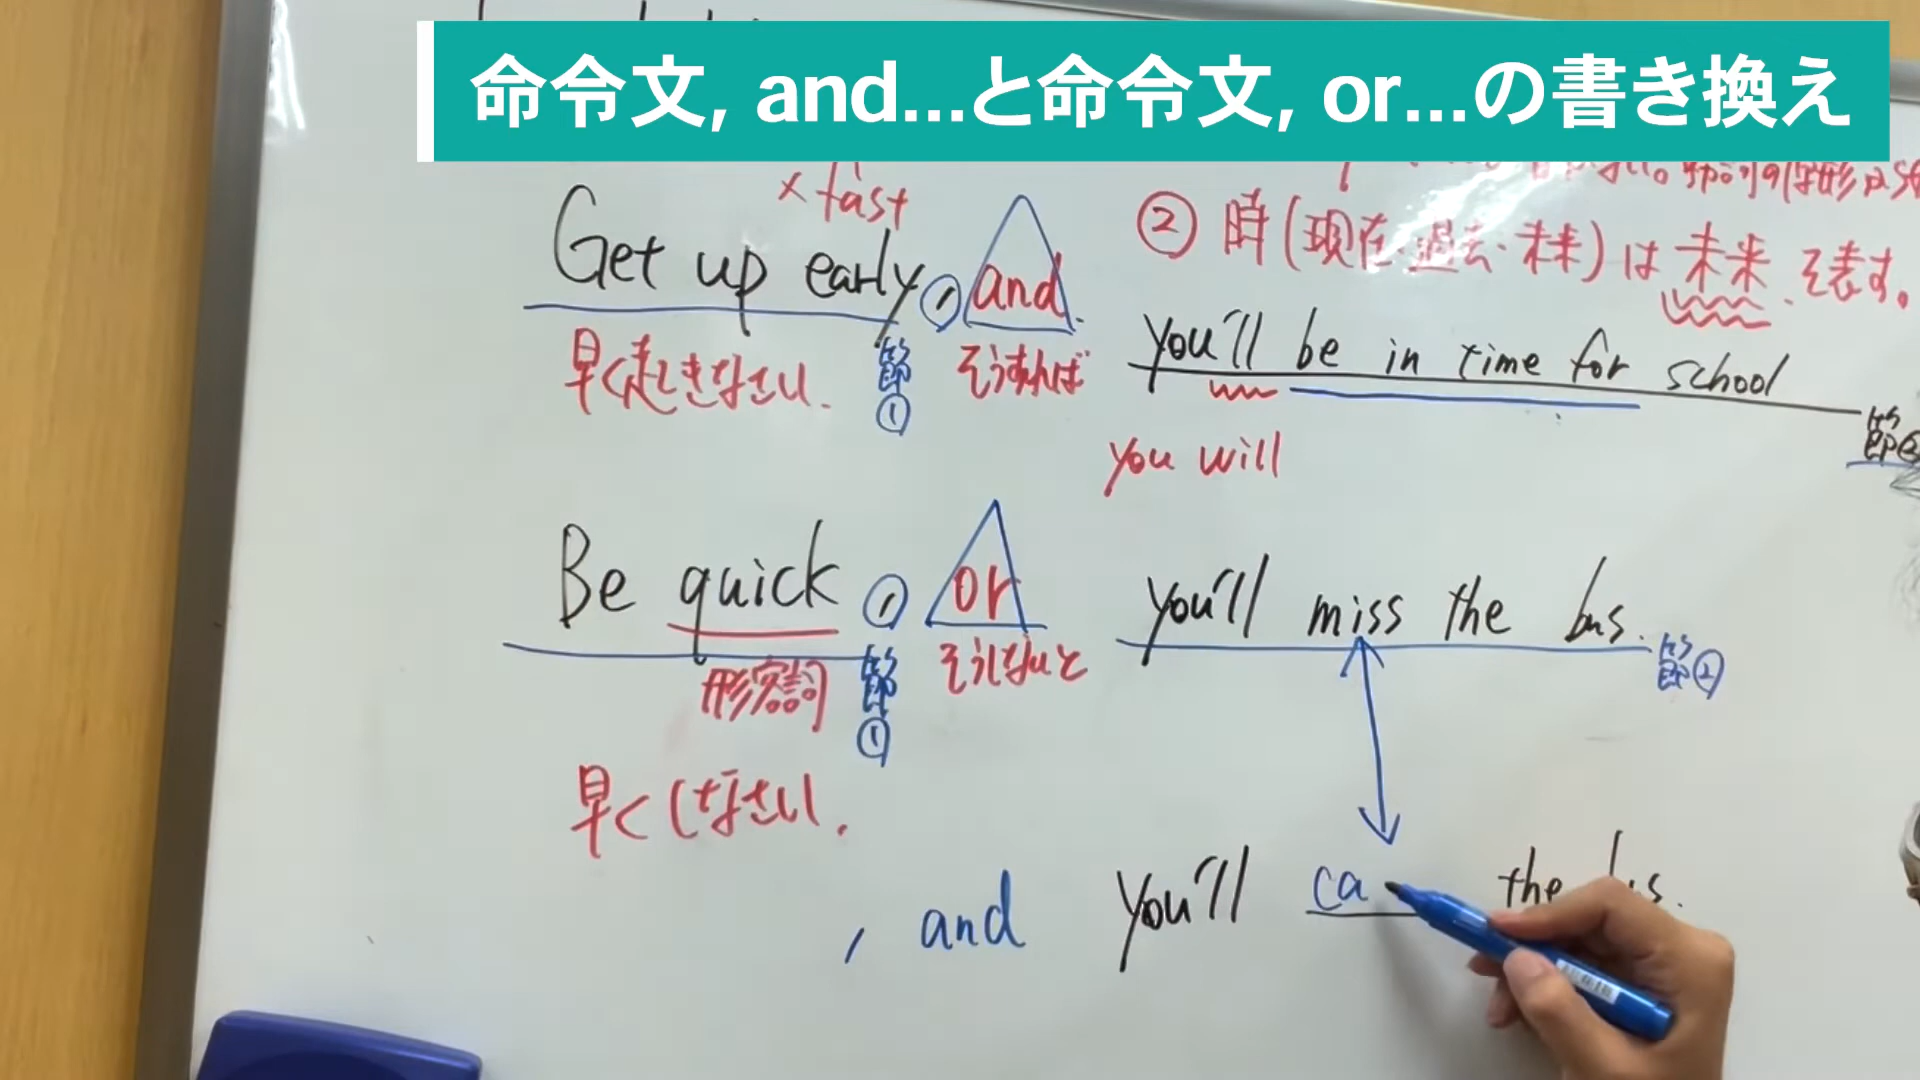 命令文, and...と命令文, or...の書き換え
× fast
Get up early , and
早く起きなさい.
節①
そうすれば
② 時(現在・過去・未来)は未来を表す。
you'll be in time for school
節②
you will
Be quick , or
形容詞
節①
そうしないと
you'll miss the bus.
節②
早くしなさい.
, and you'll ca the bus.